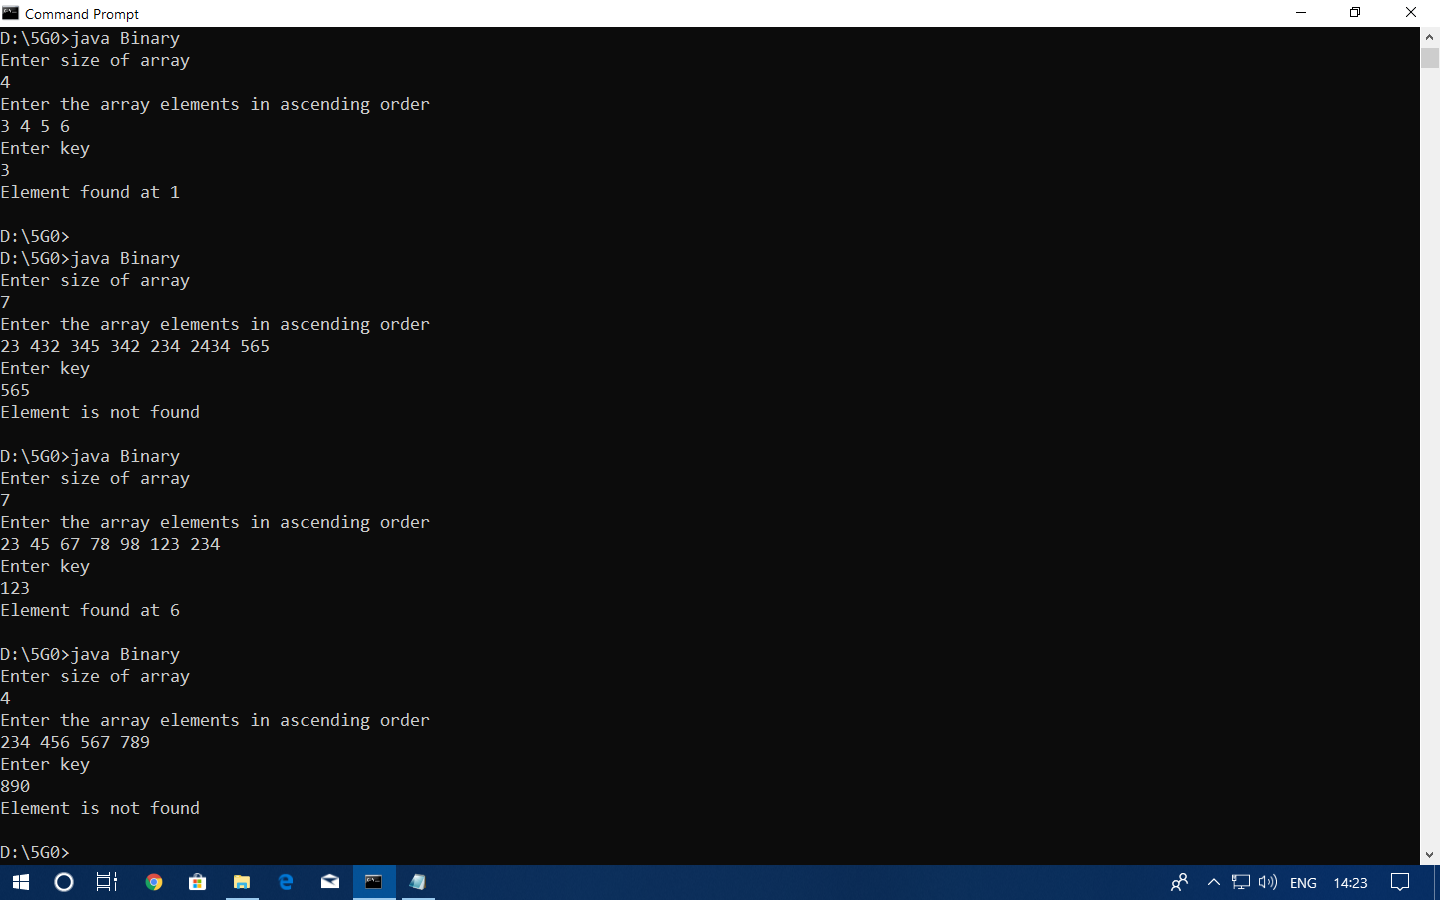 Command Prompt
D:\5G0>java Binary
Enter size of array
4
Enter the array elements in ascending order
3 4 5 6
Enter key
3
Element found at 1
D:\5G0>
D:\5G0>java Binary
Enter size of array
7
Enter the array elements in ascending order
23 432 345 342 234 2434 565
Enter key
565
Element is not found
D:\5G0>java Binary
Enter size of array
7
Enter the array elements in ascending order
23 45 67 78 98 123 234
Enter key
123
Element found at 6
D:\5G0>java Binary
Enter size of array
4
Enter the array elements in ascending order
234 456 567 789
Enter key
890
Element is not found
D:\5G0>
ENG 14:23